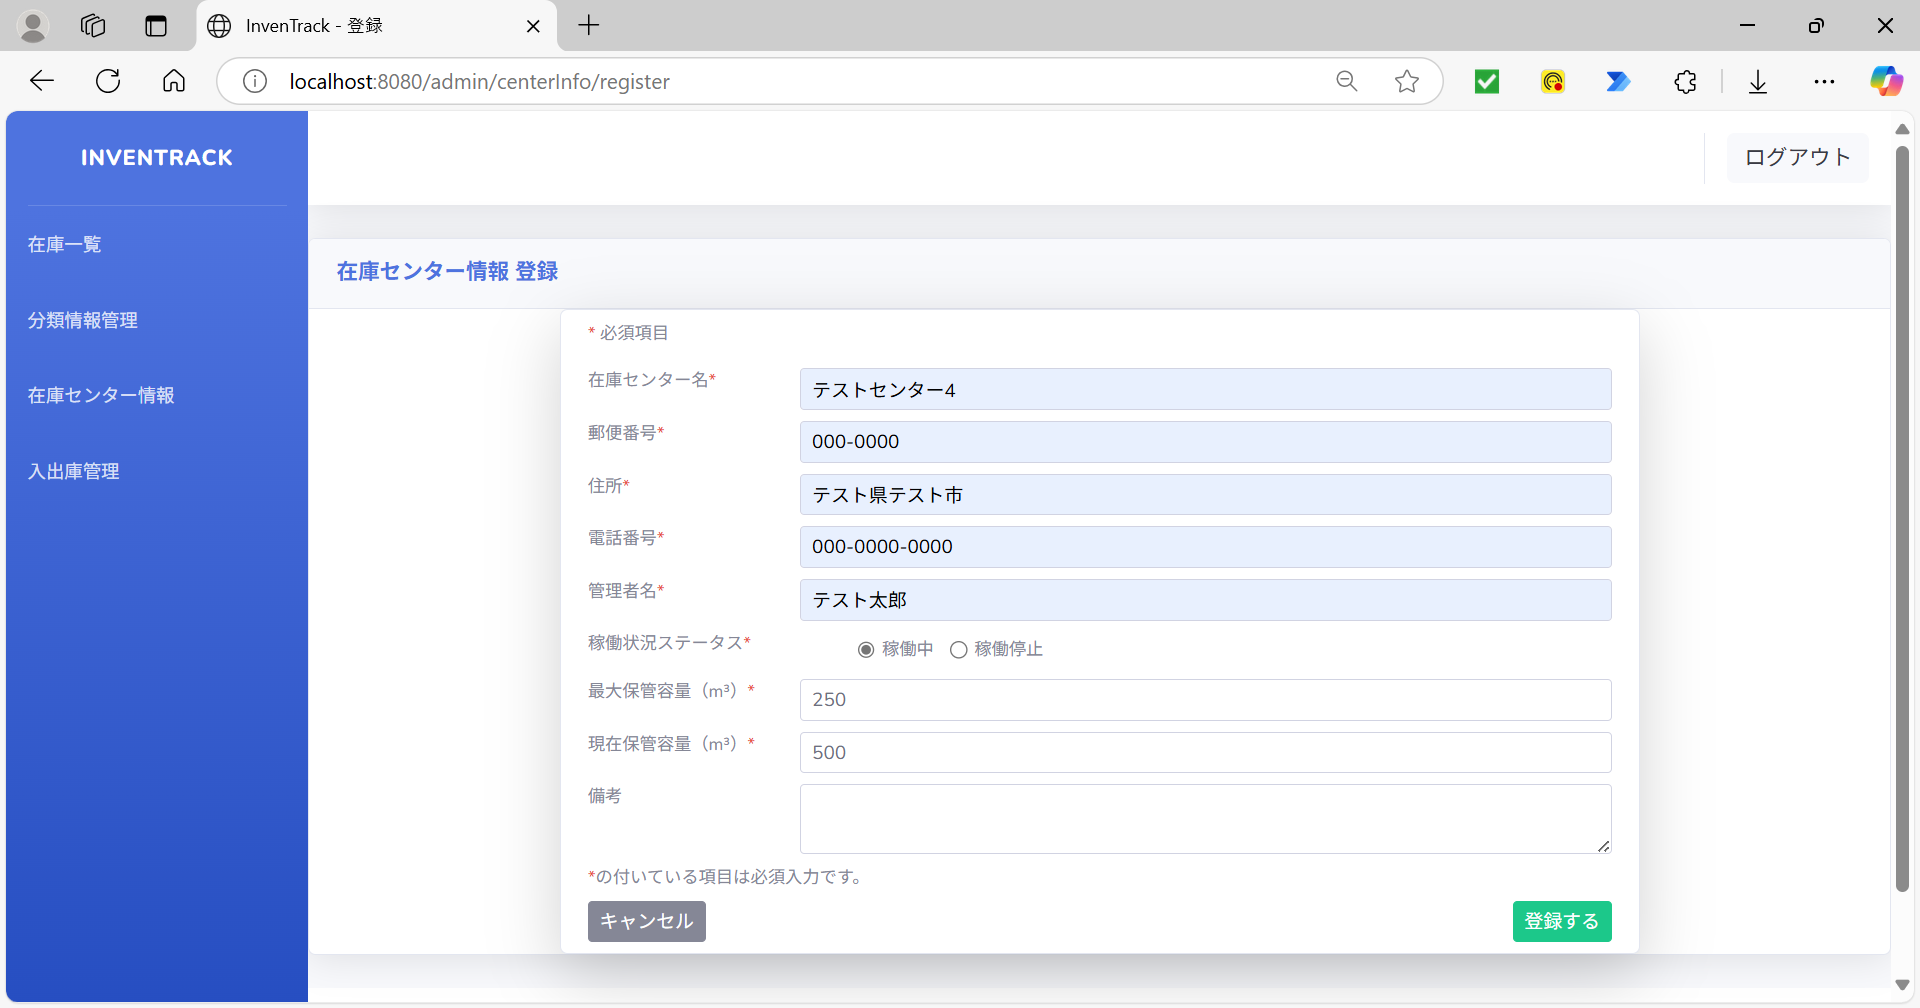 InvenTrack - 登録
localhost:8080/admin/centerInfo/register
INVENTRACK
ログアウト
在庫一覧
分類情報管理
在庫センター情報
入出庫管理
在庫センター情報 登録
* 必須項目
在庫センター名* テストセンター4
郵便番号* 000-0000
住所* テスト県テスト市
電話番号* 000-0000-0000
管理者名* テスト太郎
稼働状況ステータス* 稼働中 稼働停止
最大保管容量（m³）* 250
現在保管容量（m³）* 500
備考
*の付いている項目は必須入力です。
キャンセル 登録する